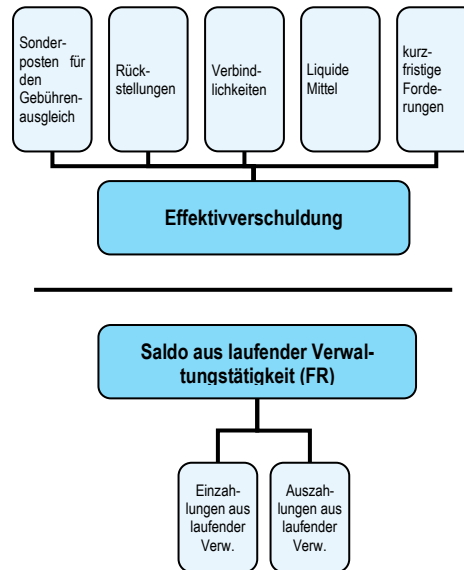 Sonder-
posten für
den
Gebühren-
ausgleich
Rück-
stellungen
Verbind-
lichkeiten
Liquide
Mittel
kurz-
fristige
Forde-
rungen
Effektivverschuldung
Saldo aus laufender Verwal-
tungstätigkeit (FR)
Einzah-
lungen aus
laufender
Verw.
Auszah-
lungen aus
laufender
Verw.